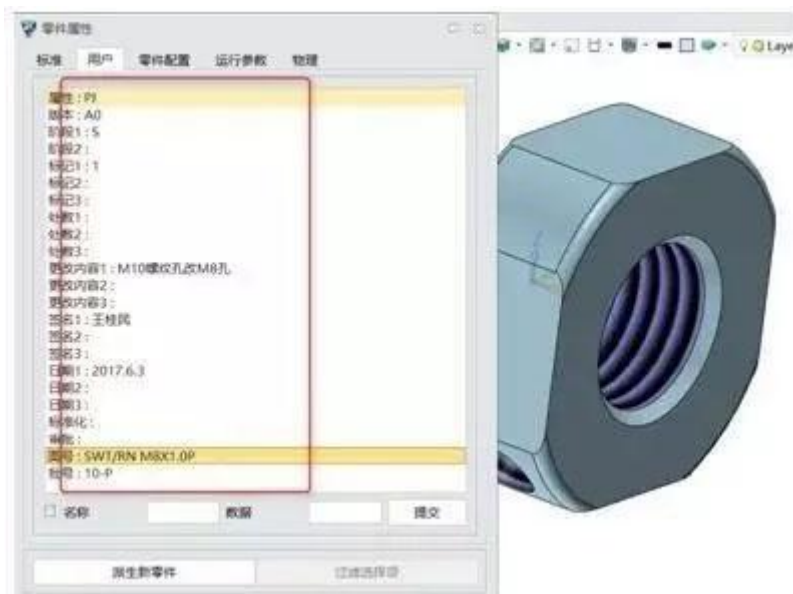 零件属性
标准 用户 零件配置 运行参数 物理
Laye
属性 : PJ
版本 : A0
阶段1 : S
阶段2 :
标记1 : 1
标记2 :
标记3 :
处数1 :
处数2 :
处数3 :
更改内容1 : M10螺纹孔改M8孔
更改内容2 :
更改内容3 :
签名1 : 王桂民
签名2 :
签名3 :
日期1 : 2017.6.3
日期2 :
日期3 :
标准化 :
审批 :
图号 : SWT/RN M8X1.0P
批号 : 10-P
名称 数据 提交
派生新零件 过滤选择项